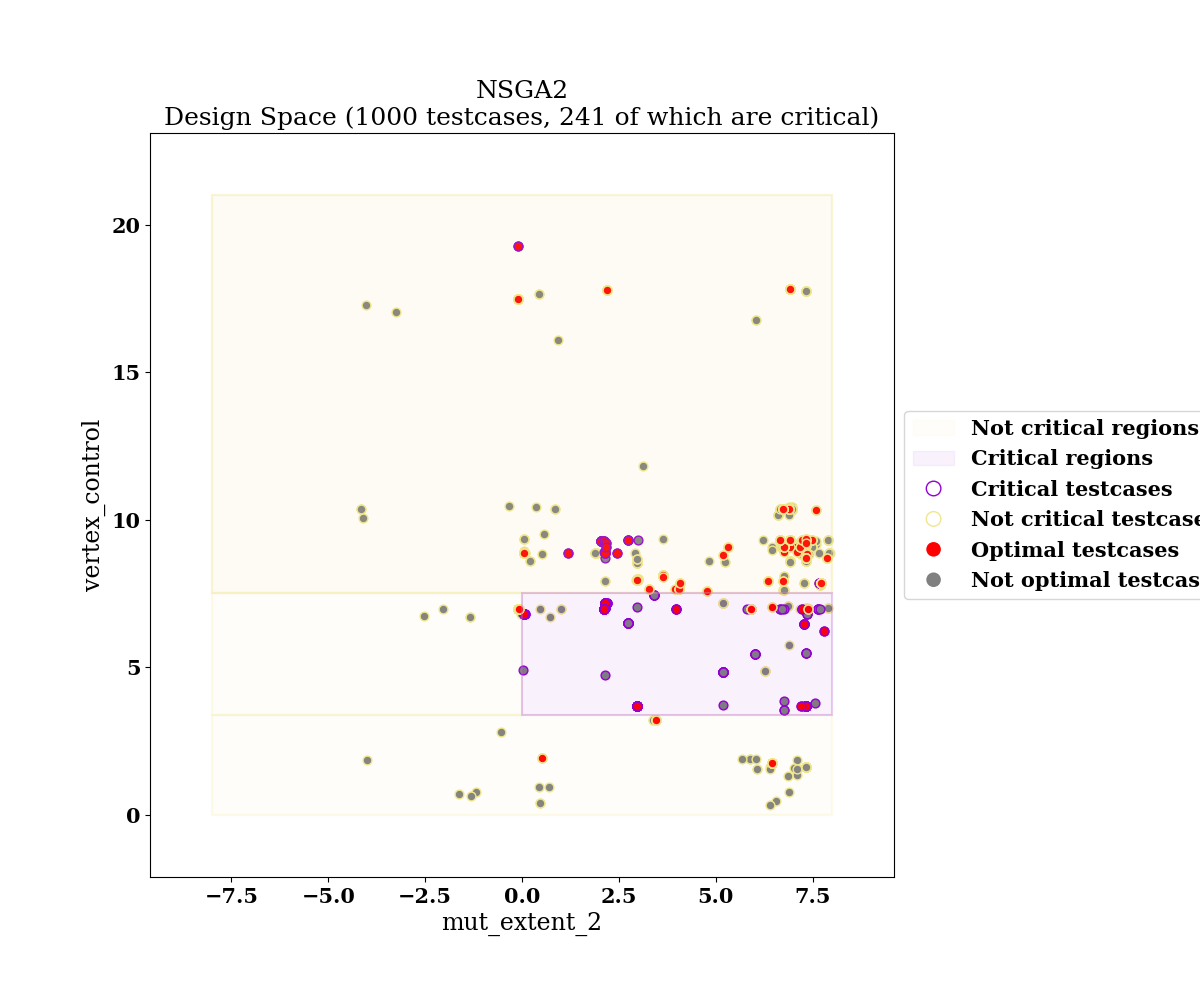 NSGA2
Design Space (1000 testcases, 241 of which are critical)
20
15
10
5
0
vertex_control
−7.5 −5.0 −2.5 0.0 2.5 5.0 7.5
mut_extent_2
Not critical regions
Critical regions
Critical testcases
Not critical testcase
Optimal testcases
Not optimal testcas